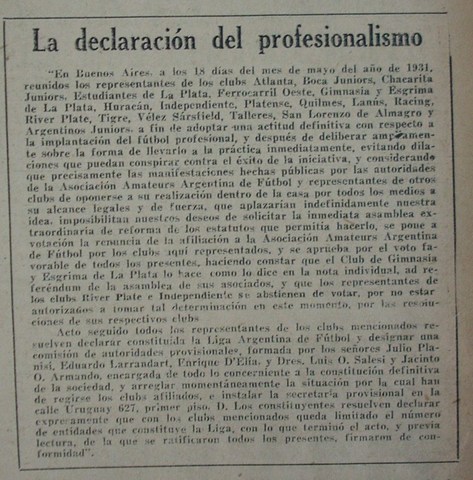 La declaración del profesionalismo
"En Buenos Aires, a los 18 días del mes de mayo del año de 1931,
reunidos los representantes de los clubs Atlanta, Boca Juniors, Chacarita
Juniors, Estudiantes de La Plata, Ferrocarril Oeste, Gimnasia y Esgrima
de La Plata, Huracán, Independiente, Platense, Quilmes, Lanús, Racing,
River Plate, Tigre, Vélez Sársfield, Talleres, San Lorenzo de Almagro y
Argentinos Juniors, a fin de adoptar una actitud definitiva con respecto a
la implantación del fútbol profesional, y después de deliberar ampriamen-
te sobre la forma de llevarlo a la práctica inmediatamente, evitando dila-
ciones que puedan conspirar contra el éxito de la iniciativa, y considerando
que precisamente las manifestaciones hechas públicas por las autoridades
de la Asociación Amateurs Argentina de Fútbol y representantes de otros
clubs de oponerse a su realización dentro de la casa por todos los medios a
su alcance legales y de fuerza, que aplazarían indefinidamente nuestra
idea, imposibilitan nuestros deseos de solicitar la inmediata asamblea ex-
traordinaria de reforma de los estatutos que permitía hacerlo, se pone a
votación la renuncia de la afiliación a la Asociación Amateurs Argentina
de Fútbol por los clubs aquí representados, y se aprueba por el voto fa-
vorable de todos los presentes, haciendo constar que el Club de Gimnasia
y Esgrima de La Plata lo hace como lo dice en la nota individual, ad re-
feréndum de la asamblea de sus asociados, y que los representantes de
los clubs River Plate e Independiente se abstienen de votar, por no estar
autorizados a tomar tal determinación en este momento, por las resolu-
ciones de sus respectivos clubs
Acto seguido todos los representantes de los clubs mencionados re-
suelven declarar constituida la Liga Argentina de Fútbol y designar una
comisión de autoridades provisionales, formada por los señores Julio Pla-
nisi, Eduardo Larrandart, Enrique D'Elía, y Dres. Luis O. Salesi y Jacinto
O. Armando, encargada de todo lo concerniente a la constitución definitiva
de la sociedad, y arreglar momentáneamente la situación por la cual han
de regirse los clubs afiliados, e instalar la secretaría provisional en la
calle Uruguay 627, primer piso, D. Los constituyentes resuelven declarar
expresamente que con los clubs mencionados queda limitado el número
de entidades que constituye la Liga, con lo que terminó el acto, y previa
lectura, de la que se ratificaron todos los presentes, firmaron de con-
formidad".